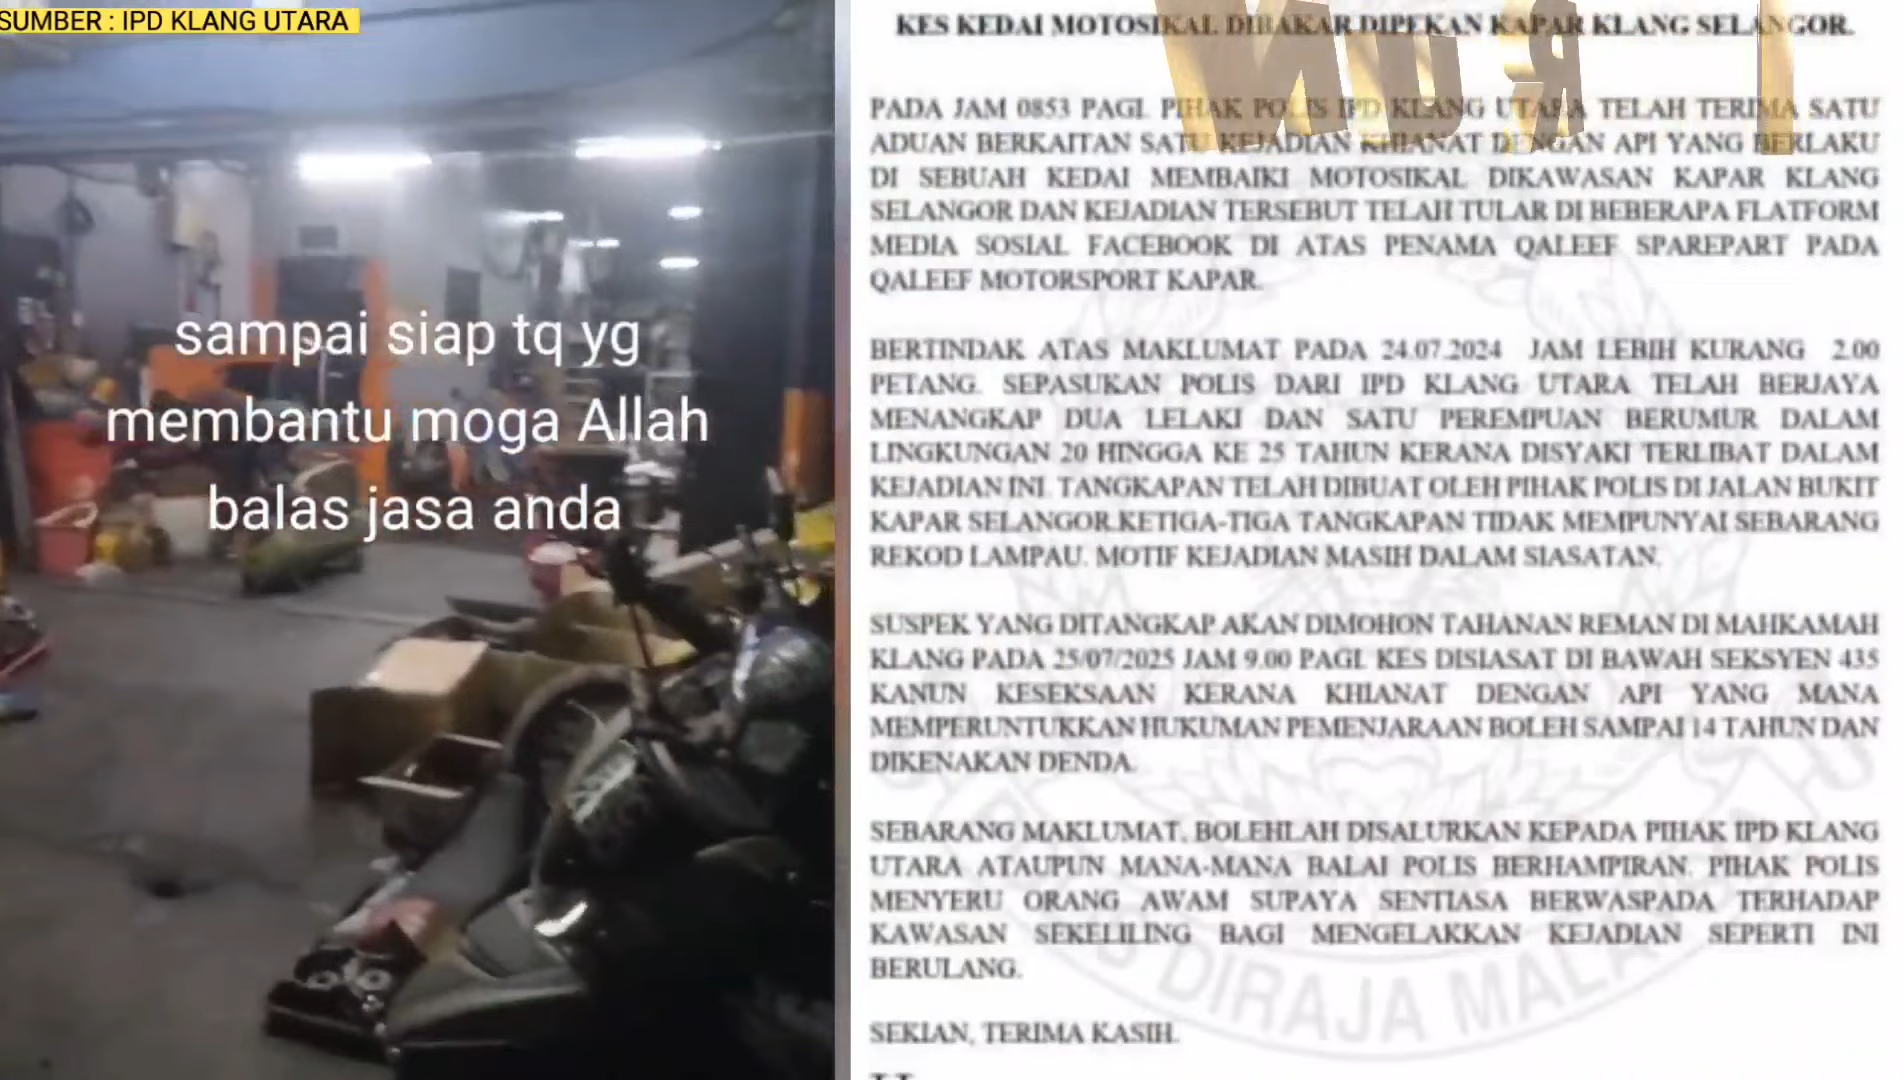 SUMBER : IPD KLANG UTARA
sampai siap tq yg
membantu moga Allah
balas jasa anda
KES KEDAI MOTOSIKAL DIBAKAR DIPEKAN KAPAR KLANG SELANGOR.
PADA JAM 0853 PAGI. PIHAK POLIS IPD KLANG UTARA TELAH TERIMA SATU
ADUAN BERKAITAN SATU KEJADIAN KHIANAT DENGAN API YANG BERLAKU
DI SEBUAH KEDAI MEMBAIKI MOTOSIKAL DIKAWASAN KAPAR KLANG
SELANGOR DAN KEJADIAN TERSEBUT TELAH TULAR DI BEBERAPA FLATFORM
MEDIA SOSIAL FACEBOOK DI ATAS PENAMA QALEEF SPAREPART PADA
QALEEF MOTORSPORT KAPAR.
BERTINDAK ATAS MAKLUMAT PADA 24.07.2024 JAM LEBIH KURANG 2.00
PETANG. SEPASUKAN POLIS DARI IPD KLANG UTARA TELAH BERJAYA
MENANGKAP DUA LELAKI DAN SATU PEREMPUAN BERUMUR DALAM
LINGKUNGAN 20 HINGGA KE 25 TAHUN KERANA DISYAKI TERLIBAT DALAM
KEJADIAN INI. TANGKAPAN TELAH DIBUAT OLEH PIHAK POLIS DI JALAN BUKIT
KAPAR SELANGOR.KETIGA-TIGA TANGKAPAN TIDAK MEMPUNYAI SEBARANG
REKOD LAMPAU. MOTIF KEJADIAN MASIH DALAM SIASATAN.
SUSPEK YANG DITANGKAP AKAN DIMOHON TAHANAN REMAN DI MAHKAMAH
KLANG PADA 25/07/2025 JAM 9.00 PAGI. KES DISIASAT DI BAWAH SEKSYEN 435
KANUN KESEKSAAN KERANA KHIANAT DENGAN API YANG MANA
MEMPERUNTUKKAN HUKUMAN PEMENJARAAN BOLEH SAMPAI 14 TAHUN DAN
DIKENAKAN DENDA.
SEBARANG MAKLUMAT, BOLEHLAH DISALURKAN KEPADA PIHAK IPD KLANG
UTARA ATAUPUN MANA-MANA BALAI POLIS BERHAMPIRAN. PIHAK POLIS
MENYERU ORANG AWAM SUPAYA SENTIASA BERWASPADA TERHADAP
KAWASAN SEKELILING BAGI MENGELAKKAN KEJADIAN SEPERTI INI
BERULANG.
SEKIAN, TERIMA KASIH.
DIRAJA